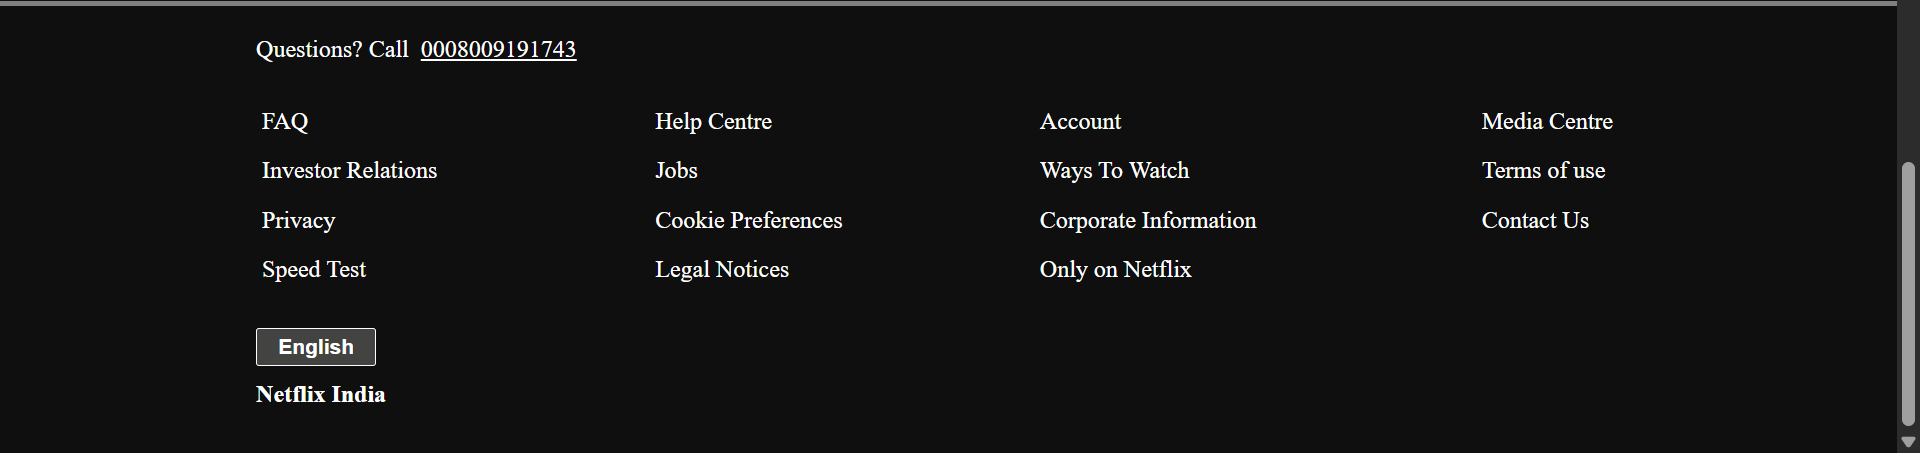 Questions? Call 0008009191743
FAQ Help Centre Account Media Centre
Investor Relations Jobs Ways To Watch Terms of use
Privacy Cookie Preferences Corporate Information Contact Us
Speed Test Legal Notices Only on Netflix
English
Netflix India